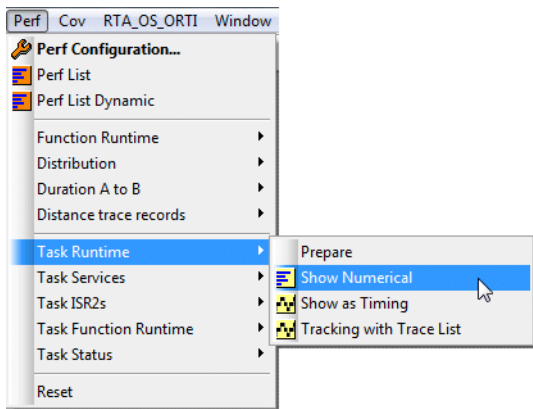 Perf Cov RTA_OS_ORTI Window
Perf Configuration...
Perf List
Perf List Dynamic
Function Runtime
Distribution
Duration A to B
Distance trace records
Task Runtime
Task Services
Task ISR2s
Task Function Runtime
Task Status
Reset
Prepare
Show Numerical
Show as Timing
Tracking with Trace List